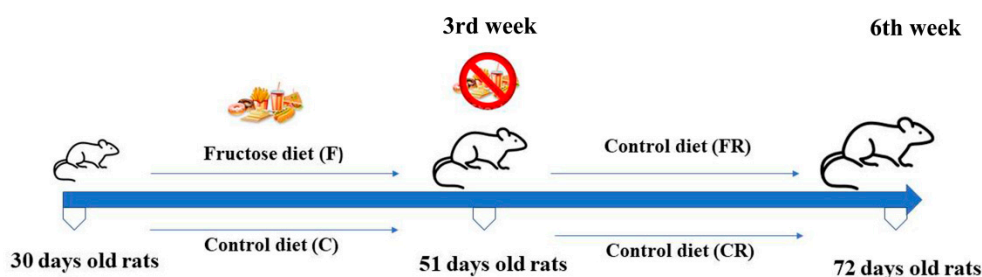 3rd week
6th week
Fructose diet (F)
Control diet (FR)
Control diet (C)
Control diet (CR)
30 days old rats
51 days old rats
72 days old rats